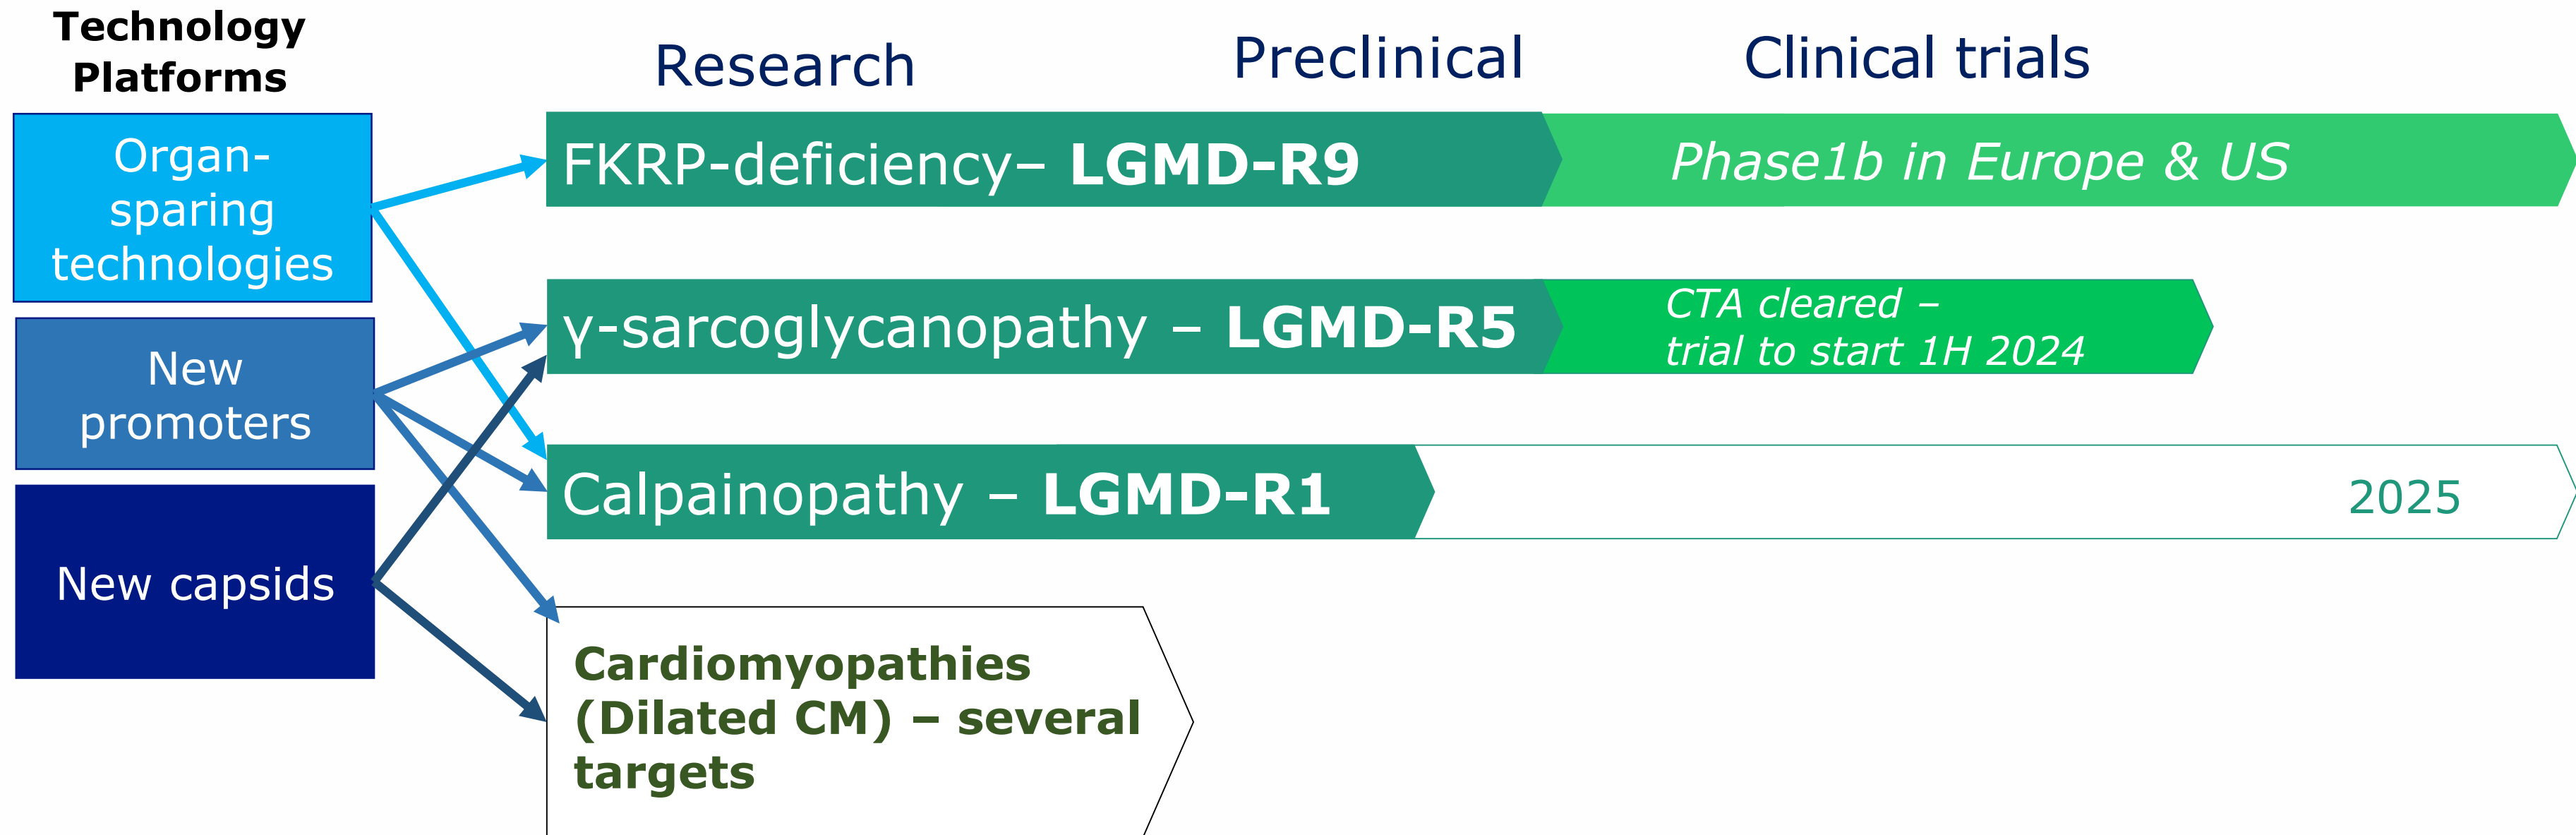 Technology
Platforms
Research
Preclinical
Clinical trials
Organ-
sparing
technologies
New
promoters
New capsids
FKRP-deficiency– LGMD-R9
Phase1b in Europe & US
γ-sarcoglycanopathy – LGMD-R5
CTA cleared –
trial to start 1H 2024
Calpainopathy – LGMD-R1
2025
Cardiomyopathies
(Dilated CM) – several
targets